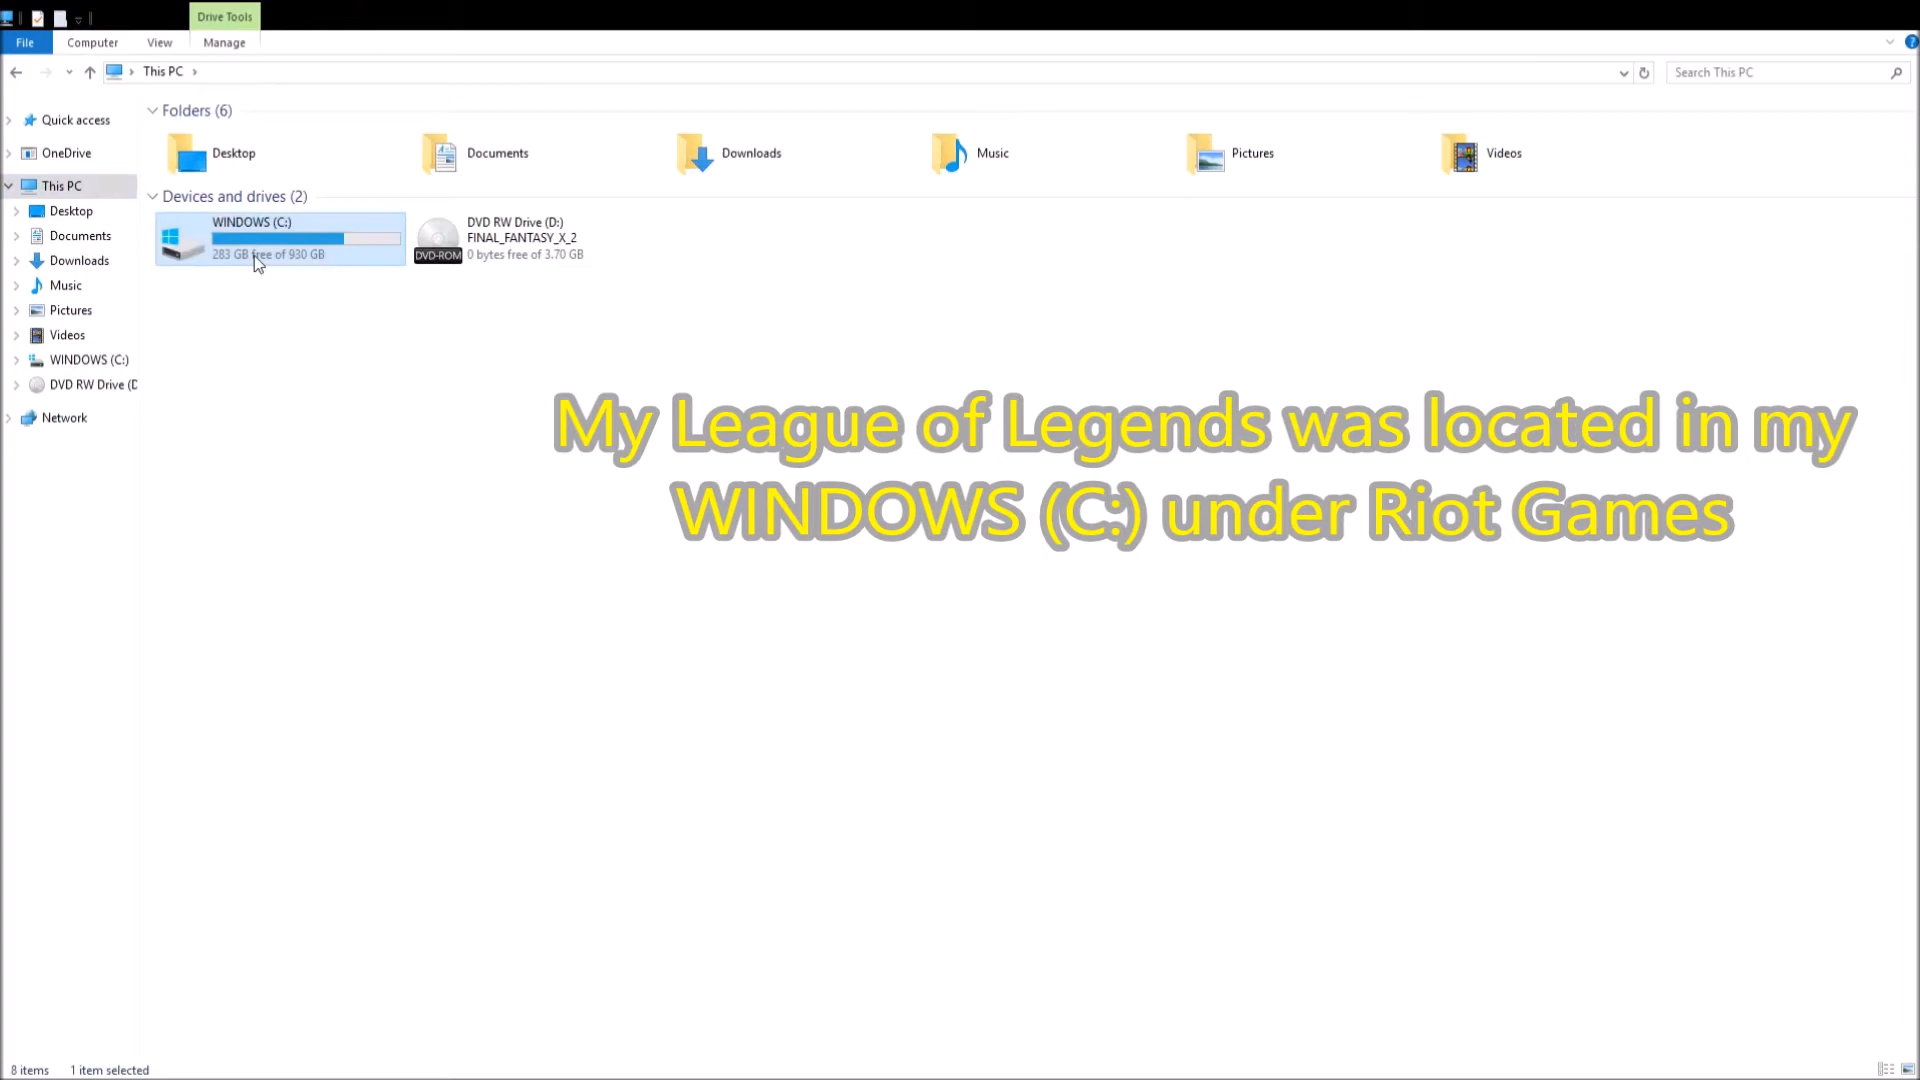 Drive Tools
File Computer View Manage
This PC
Search This PC
Quick access
OneDrive
This PC
Desktop
Documents
Downloads
Music
Pictures
Videos
WINDOWS (C:)
DVD RW Drive (D
Network
Folders (6)
Desktop Documents Downloads Music Pictures Videos
Devices and drives (2)
WINDOWS (C:)
283 GB free of 930 GB
DVD RW Drive (D:)
FINAL_FANTASY_X_2
0 bytes free of 3.70 GB
DVD-ROM
My League of Legends was located in my
WINDOWS (C:) under Riot Games
8 items 1 item selected